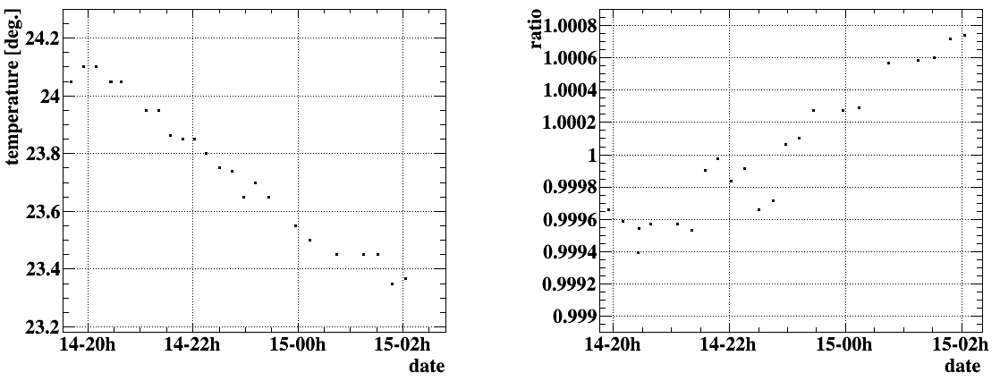 temperature [deg.]
24.2
24
23.8
23.6
23.4
23.2
14-20h 14-22h 15-00h 15-02h
date
ratio
1.0008
1.0006
1.0004
1.0002
1
0.9998
0.9996
0.9994
0.9992
0.999
14-20h 14-22h 15-00h 15-02h
date